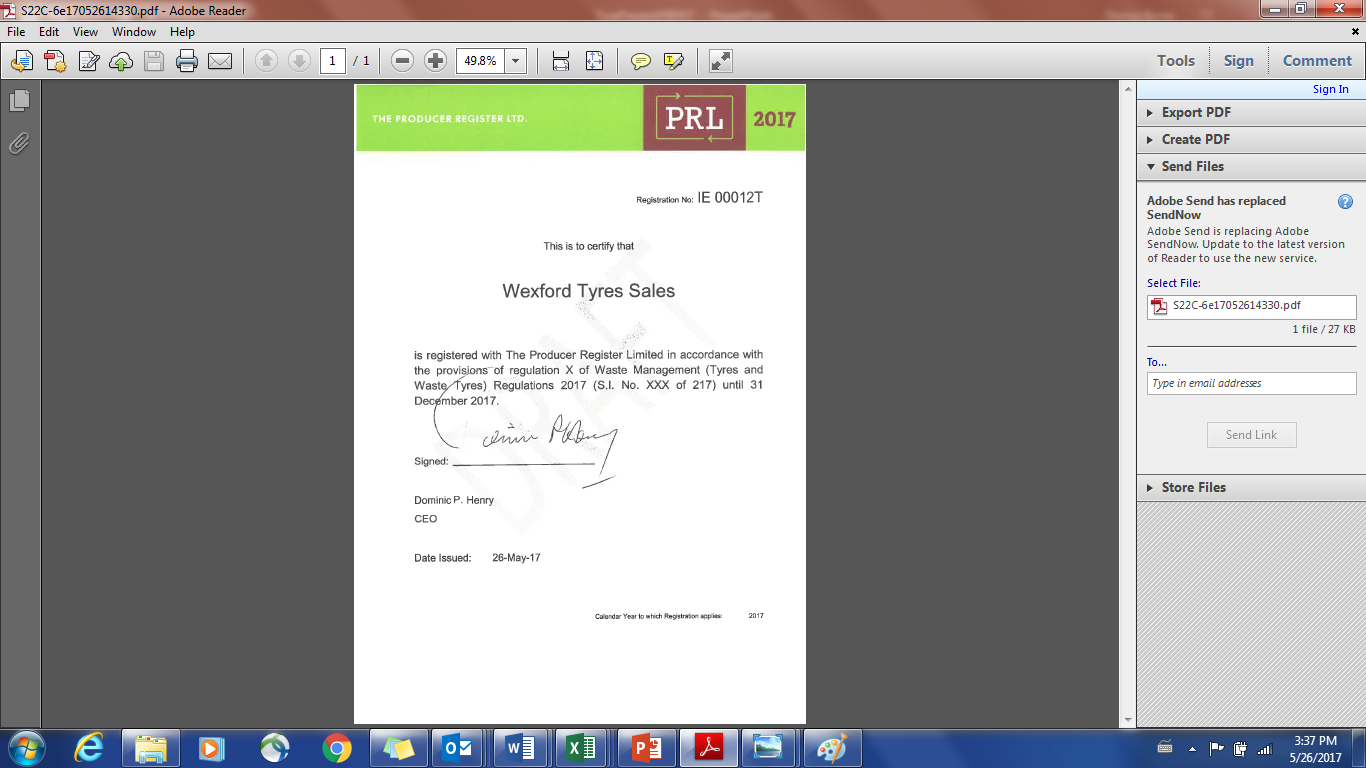 S22C-6e17052614330.pdf - Adobe Reader
File Edit View Window Help
1 / 1 49.8% Tools Sign Comment
Sign In
Export PDF
Create PDF
Send Files
Adobe Send has replaced
SendNow
Adobe Send is replacing Adobe
SendNow. Update to the latest version
of Reader to use the new service.
Select File:
S22C-6e17052614330.pdf
1 file / 27 KB
To...
Type in email addresses
Send Link
Store Files
THE PRODUCER REGISTER LTD. PRL 2017
Registration No: IE 00012T
This is to certify that
Wexford Tyres Sales
is registered with The Producer Register Limited in accordance with
the provisions of regulation X of Waste Management (Tyres and
Waste Tyres) Regulations 2017 (S.I. No. XXX of 217) until 31
December 2017.
Signed:
Dominic P. Henry
CEO
Date Issued: 26-May-17
Calendar Year to which Registration applies: 2017
DRAFT
3:37 PM
5/26/2017